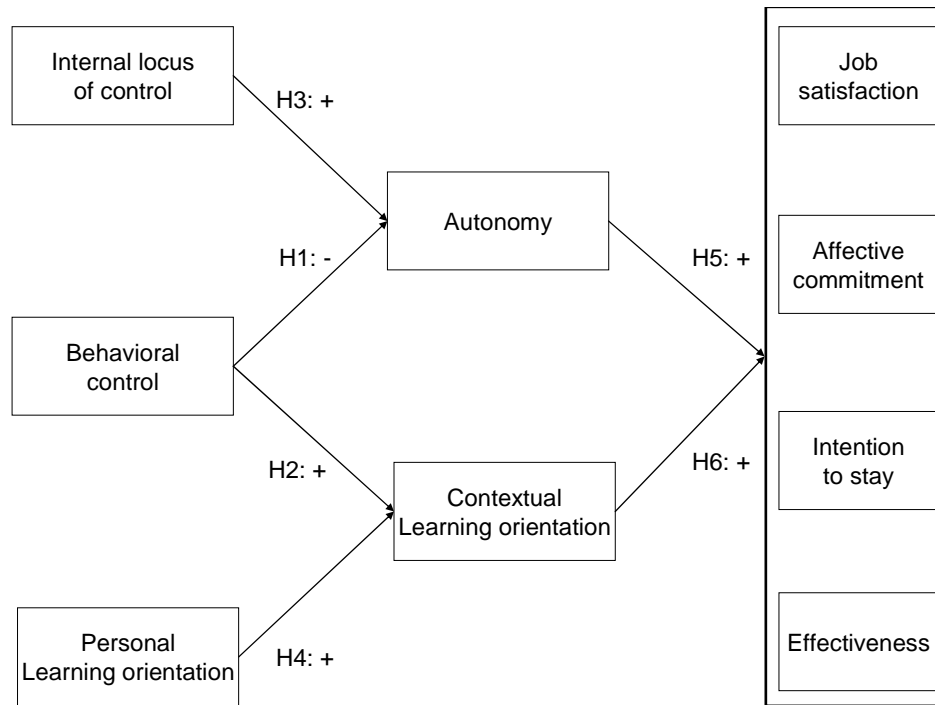 Internal locus
of control
H3: +
Autonomy
H1: -
Behavioral
control
H2: +
Contextual
Learning orientation
Personal
Learning orientation
H4: +
H5: +
H6: +
Job
satisfaction
Affective
commitment
Intention
to stay
Effectiveness